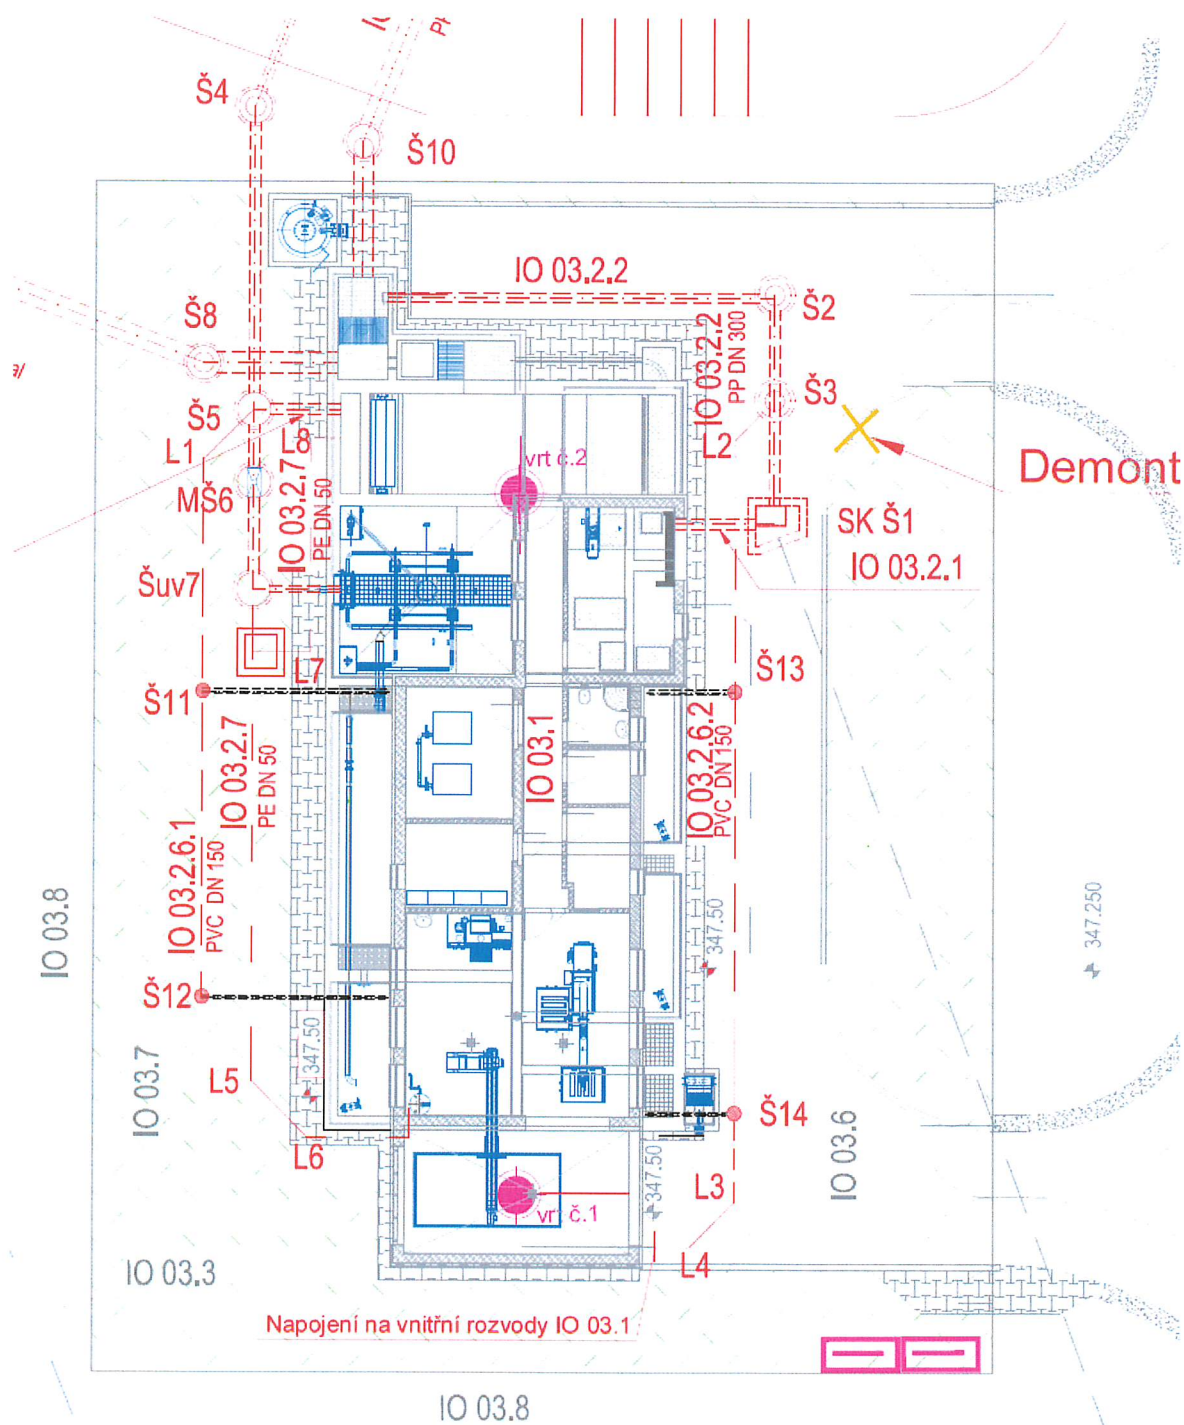 Š4
Š10
IO 03.2.2
Š2
Š8
IO 03.2.2
PP DN 300
Š3
Š5
L1
L8
L2
MŠ6
IO 03.2.7
PE DN 50
vrt č.2
Demont
SK Š1
IO 03.2.1
Šuv7
L7
Š11
Š13
IO 03.2.7
PE DN 50
IO 03.1
IO 03.2.6.2
PVC DN 150
IO 03.2.6.1
PVC DN 150
IO 03.8
347.50
347.250
Š12
347.50
L5
IO 03.7
Š14
IO 03.6
L6
347.50
L3
vrt č.1
L4
IO 03.3
Napojení na vnitřní rozvody IO 03.1
IO 03.8